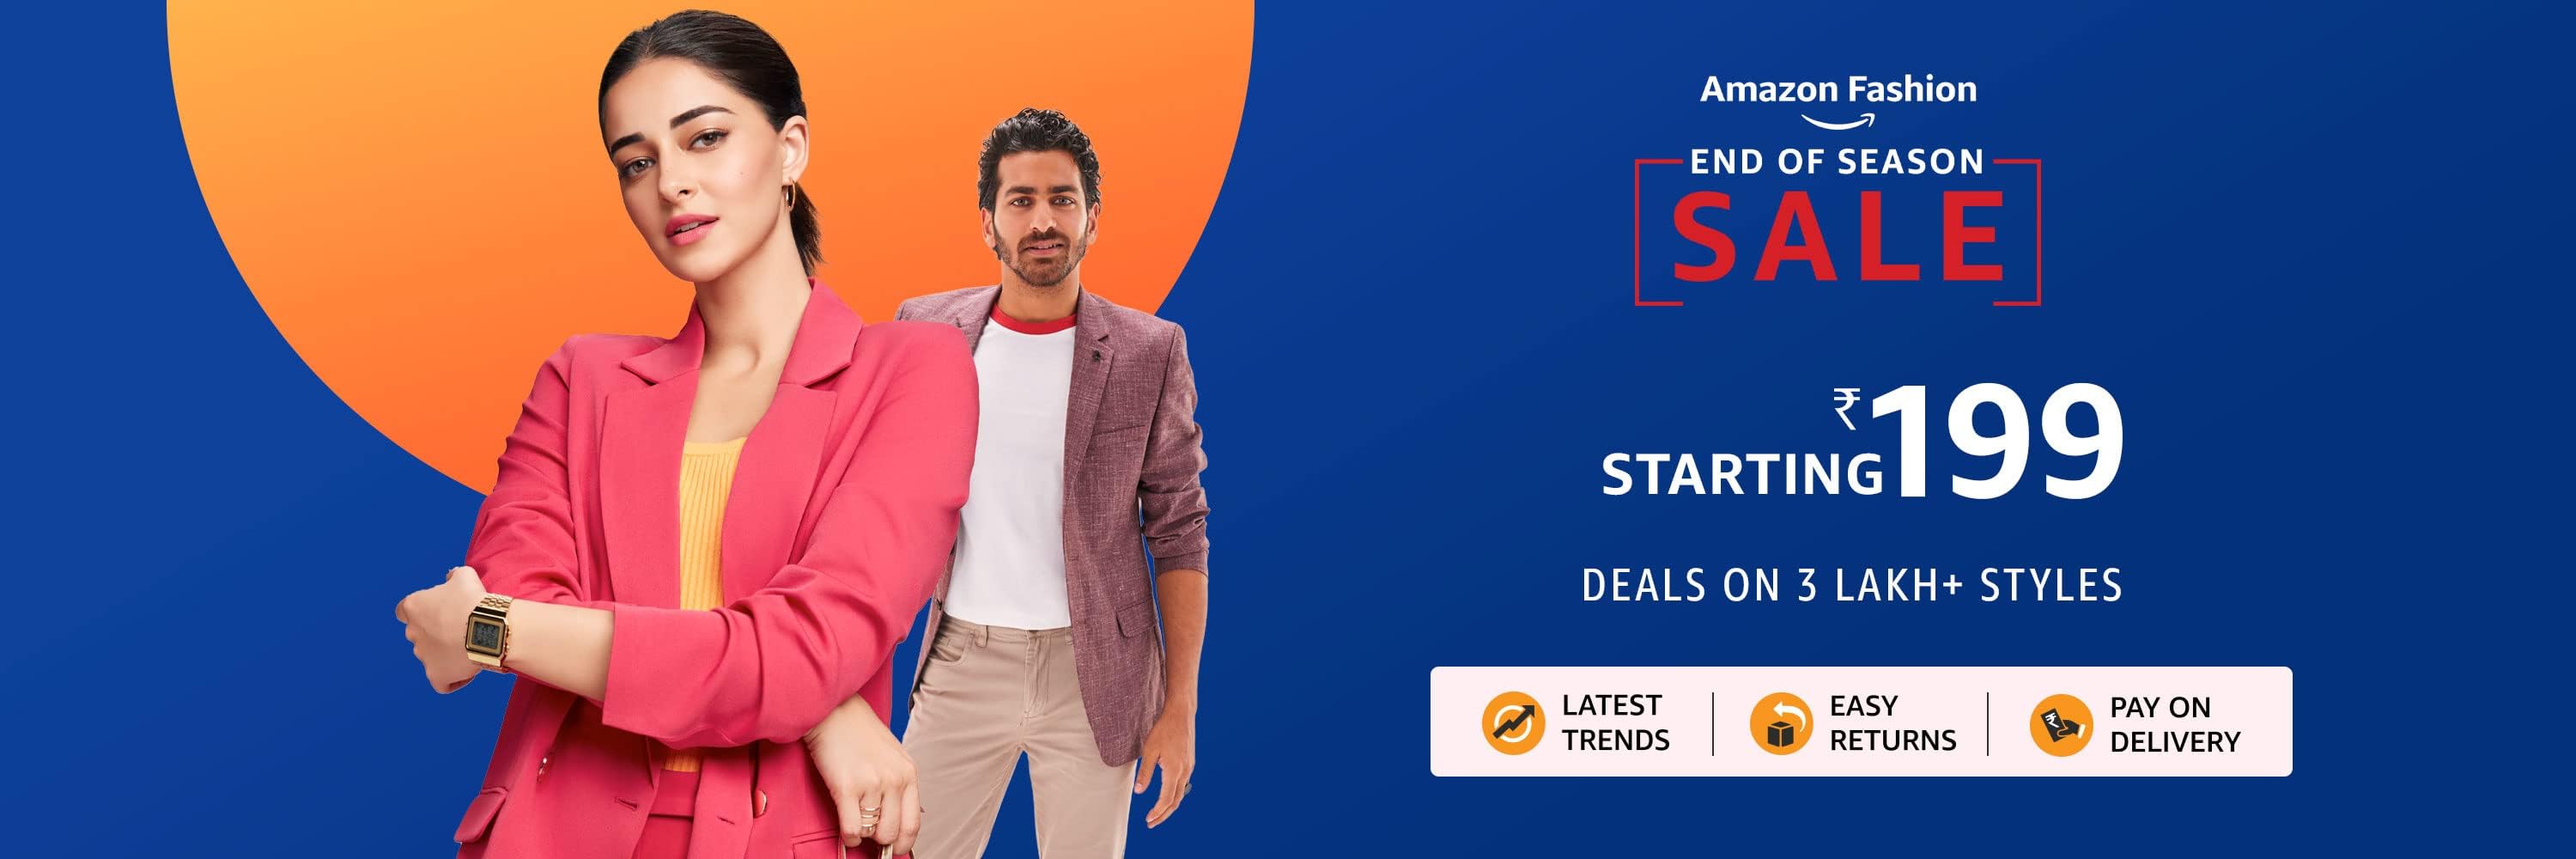 Amazon Fashion
END OF SEASON
SALE
STARTING ₹199
DEALS ON 3 LAKH+ STYLES
LATEST
TRENDS
EASY
RETURNS
PAY ON
DELIVERY